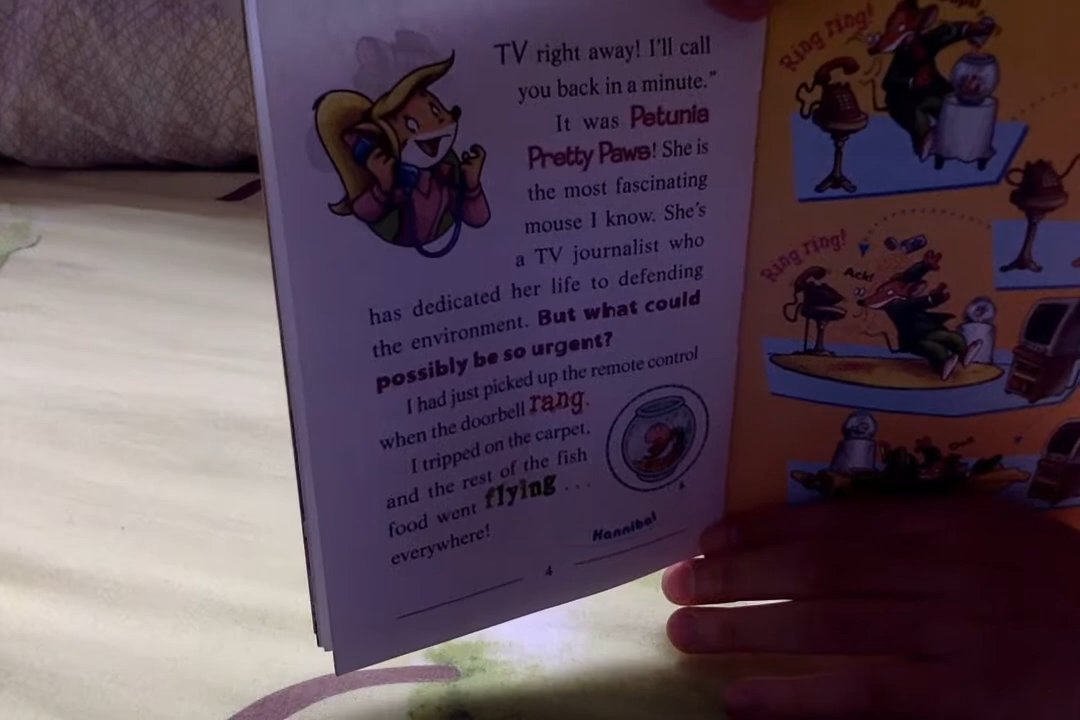 TV right away! I'll call
you back in a minute."
It was Petunia
Pretty Paws! She is
the most fascinating
mouse I know. She's
a TV journalist who
has dedicated her life to defending
the environment. But what could
possibly be so urgent?
I had just picked up the remote control
when the doorbell rang.
I tripped on the carpet,
and the rest of the fish
food went flying ...
everywhere!
Hannibal
4
Ring ring!
Ring ring!
Ack!